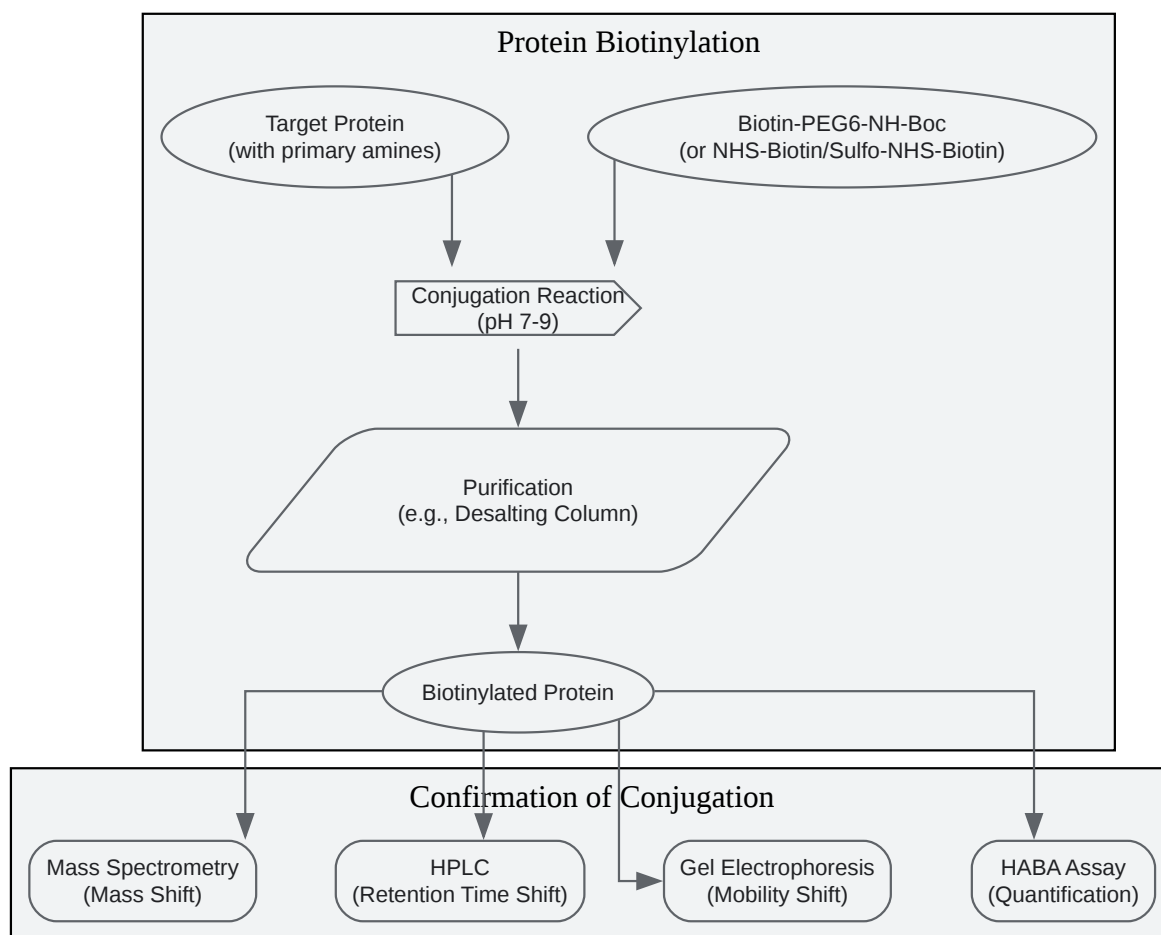 Protein Biotinylation
Target Protein
(with primary amines)
Biotin-PEG6-NH-Boc
(or NHS-Biotin/Sulfo-NHS-Biotin)
Conjugation Reaction
(pH 7-9)
Purification
(e.g., Desalting Column)
Biotinylated Protein
Confirmation of Conjugation
Mass Spectrometry
(Mass Shift)
HPLC
(Retention Time Shift)
Gel Electrophoresis
(Mobility Shift)
HABA Assay
(Quantification)